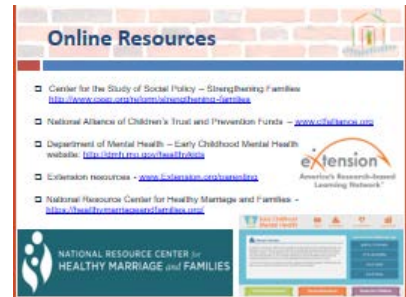 Online Resources
Center for the Study of Social Policy – Strengthening Families
http://www.cssp.org/reform/strengthening-families
National Alliance of Children's Trust and Prevention Funds – www.ctfalliance.org
Department of Mental Health – Early Childhood Mental Health
website: http://dmh.mo.gov/healthykids
Extension resources - www.Extension.org/parenting
National Resource Center for Healthy Marriage and Families -
https://healthymarriageandfamilies.org/
eXtension
America's Research-based
Learning Network
NATIONAL RESOURCE CENTER for
HEALTHY MARRIAGE and FAMILIES
Early Childhood
Mental Health